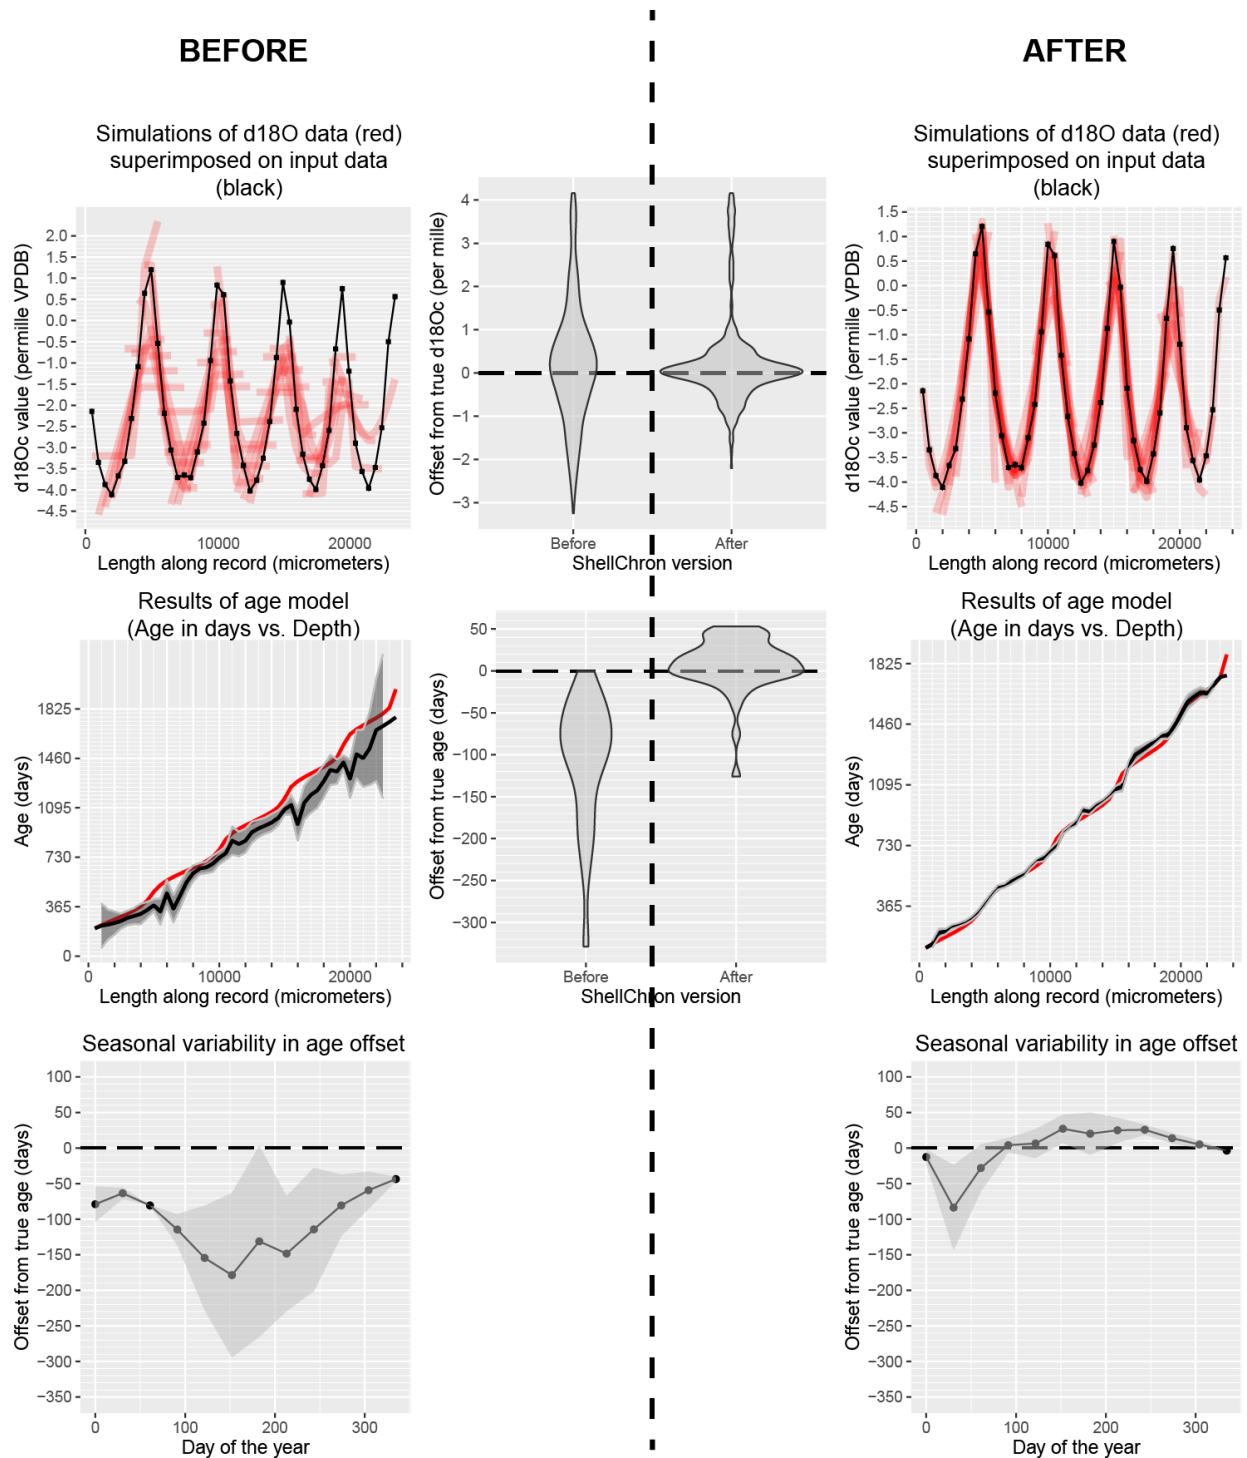 BEFORE
AFTER
Simulations of d18O data (red)
superimposed on input data
(black)
d18Oc value (permille VPDB)
2.0
1.5
1.0
0.5
0.0
−0.5
−1.0
−1.5
−2.0
−2.5
−3.0
−3.5
−4.0
−4.5
0
10000
20000
Length along record (micrometers)
Offset from true d18Oc (per mille)
4
3
2
1
0
−1
−3
Before
After
ShellChron version
Simulations of d18O data (red)
superimposed on input data
(black)
d18Oc value (permille VPDB)
1.5
1.0
0.5
0.0
−0.5
−1.0
−1.5
−2.0
−2.5
−3.0
−3.5
−4.0
−4.5
0
10000
20000
Length along record (micrometers)
Results of age model
(Age in days vs. Depth)
Age (days)
1825
1460
1095
730
365
0
0
10000
20000
Length along record (micrometers)
Offset from true age (days)
50
0
−50
−100
−150
−200
−250
−300
Before
After
ShellChron version
Results of age model
(Age in days vs. Depth)
Age (days)
1825
1460
1095
730
365
0
10000
20000
Length along record (micrometers)
Seasonal variability in age offset
Offset from true age (days)
100
50
0
−50
−100
−150
−200
−250
−300
−350
0
100
200
300
Day of the year
Seasonal variability in age offset
Offset from true age (days)
100
50
0
−50
−100
−150
−200
−250
−300
−350
0
100
200
300
Day of the year